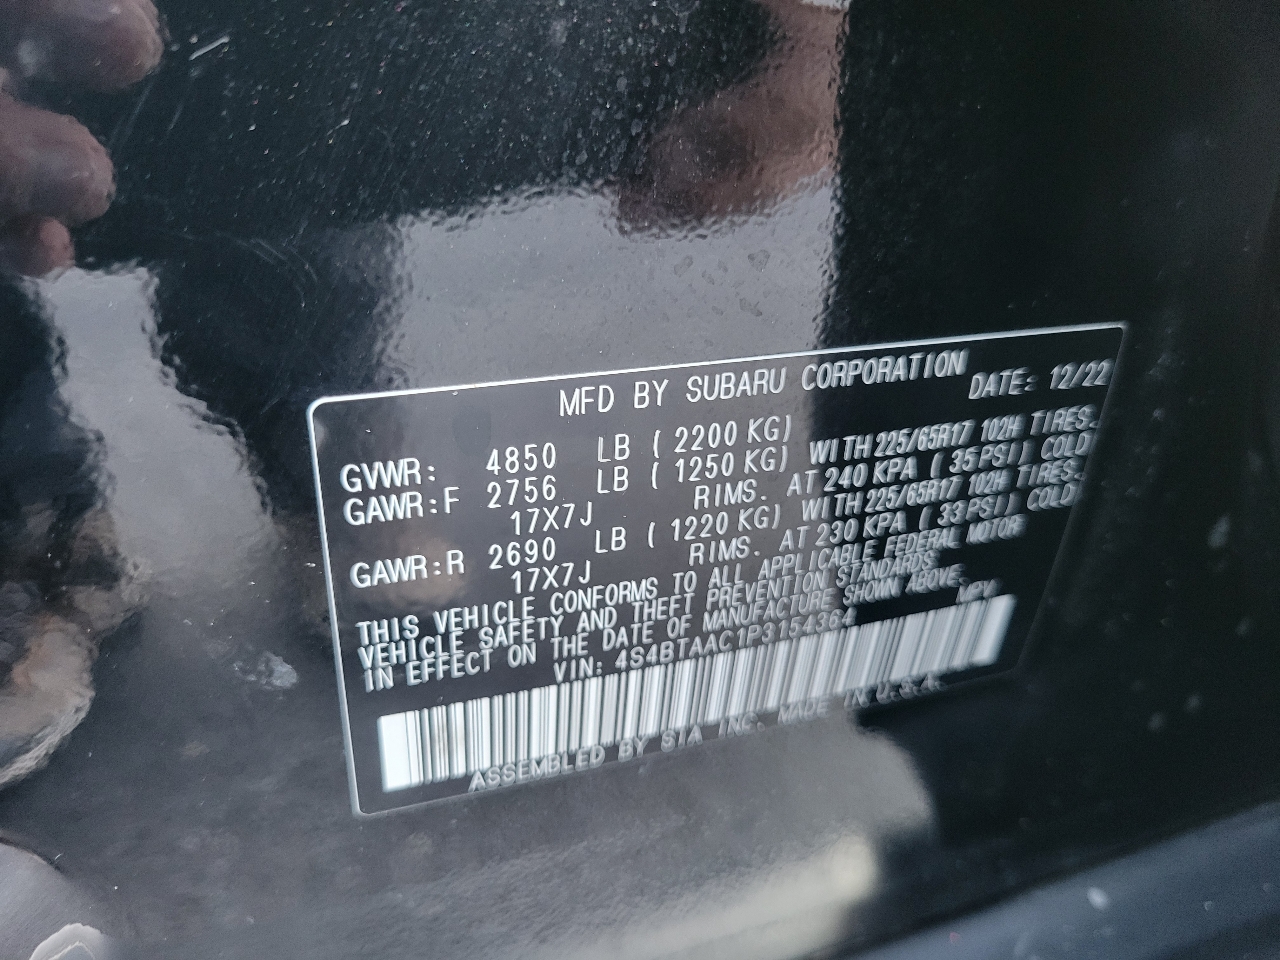 MFD BY SUBARU CORPORATION
DATE: 12/22
GVWR: 4850 LB ( 2200 KG)
GAWR:F 2756 LB ( 1250 KG) WITH 225/65R17 102H TIRES.
17X7J RIMS. AT 240 KPA ( 35 PSI) COLD
GAWR:R 2690 LB ( 1220 KG) WITH 225/65R17 102H TIRES.
17X7J RIMS. AT 230 KPA ( 33 PSI) COLD
THIS VEHICLE CONFORMS TO ALL APPLICABLE FEDERAL MOTOR
VEHICLE SAFETY AND THEFT PREVENTION STANDARDS
IN EFFECT ON THE DATE OF MANUFACTURE SHOWN ABOVE.
VIN: 4S4BTAAC1P3154364 MPV
ASSEMBLED BY SIA INC. MADE IN U.S.A.